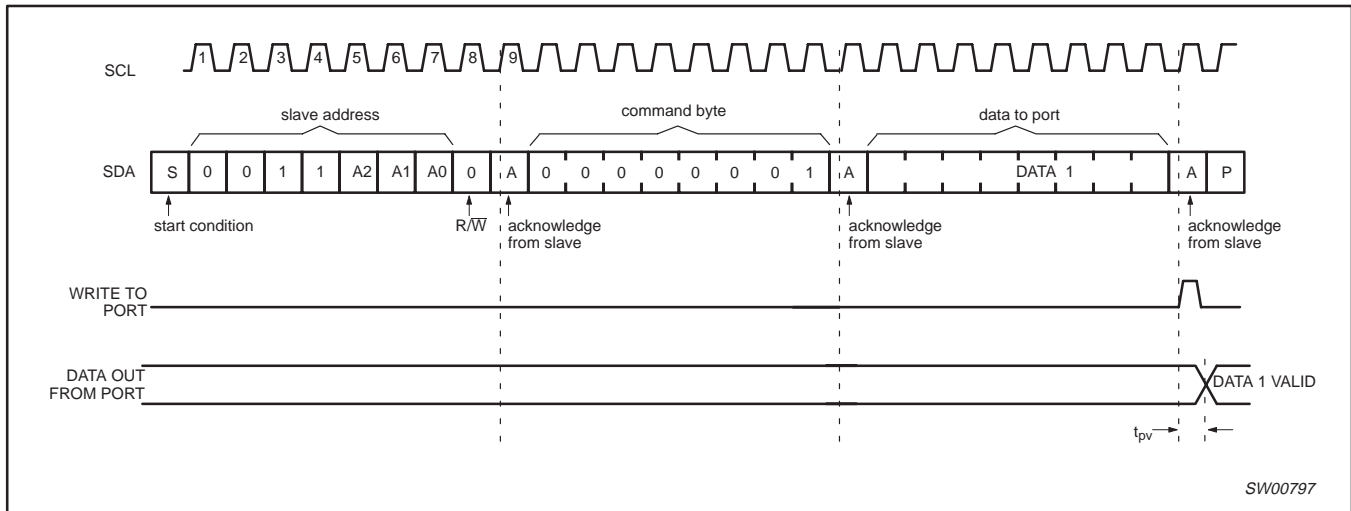 SCL 1 2 3 4 5 6 7 8 9
slave address command byte data to port
SDA S 0 0 1 1 A2 A1 A0 0 A 0 0 0 0 0 0 0 1 A DATA 1 A P
start condition R/W̅ acknowledge from slave acknowledge from slave acknowledge from slave
WRITE TO
PORT
DATA OUT
FROM PORT
DATA 1 VALID
tpv
SW00797